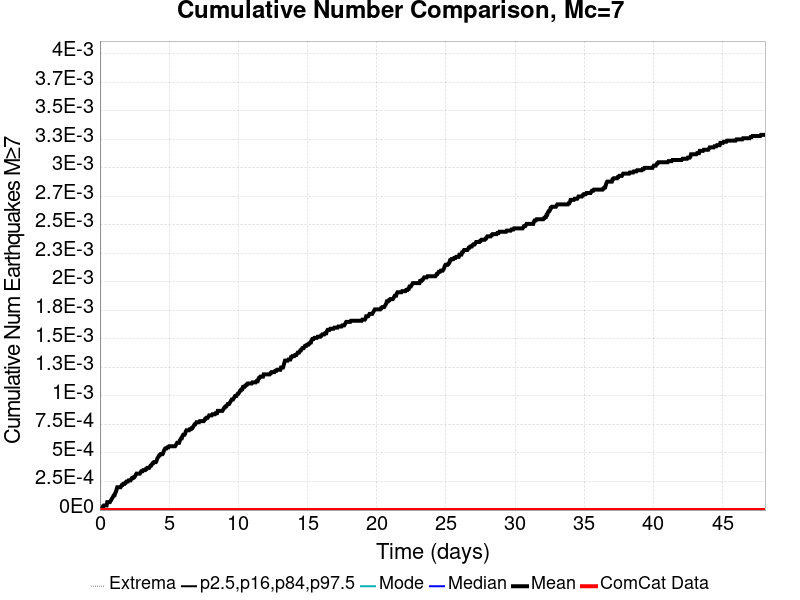 Cumulative Number Comparison, Mc=7
Cumulative Num Earthquakes M≥7
4E-3
3.7E-3
3.5E-3
3.3E-3
3E-3
2.7E-3
2.5E-3
2.3E-3
2E-3
1.8E-3
1.5E-3
1.3E-3
1E-3
7.5E-4
5E-4
2.5E-4
0E0
0 5 10 15 20 25 30 35 40 45
Time (days)
Extrema p2.5,p16,p84,p97.5 Mode Median Mean ComCat Data